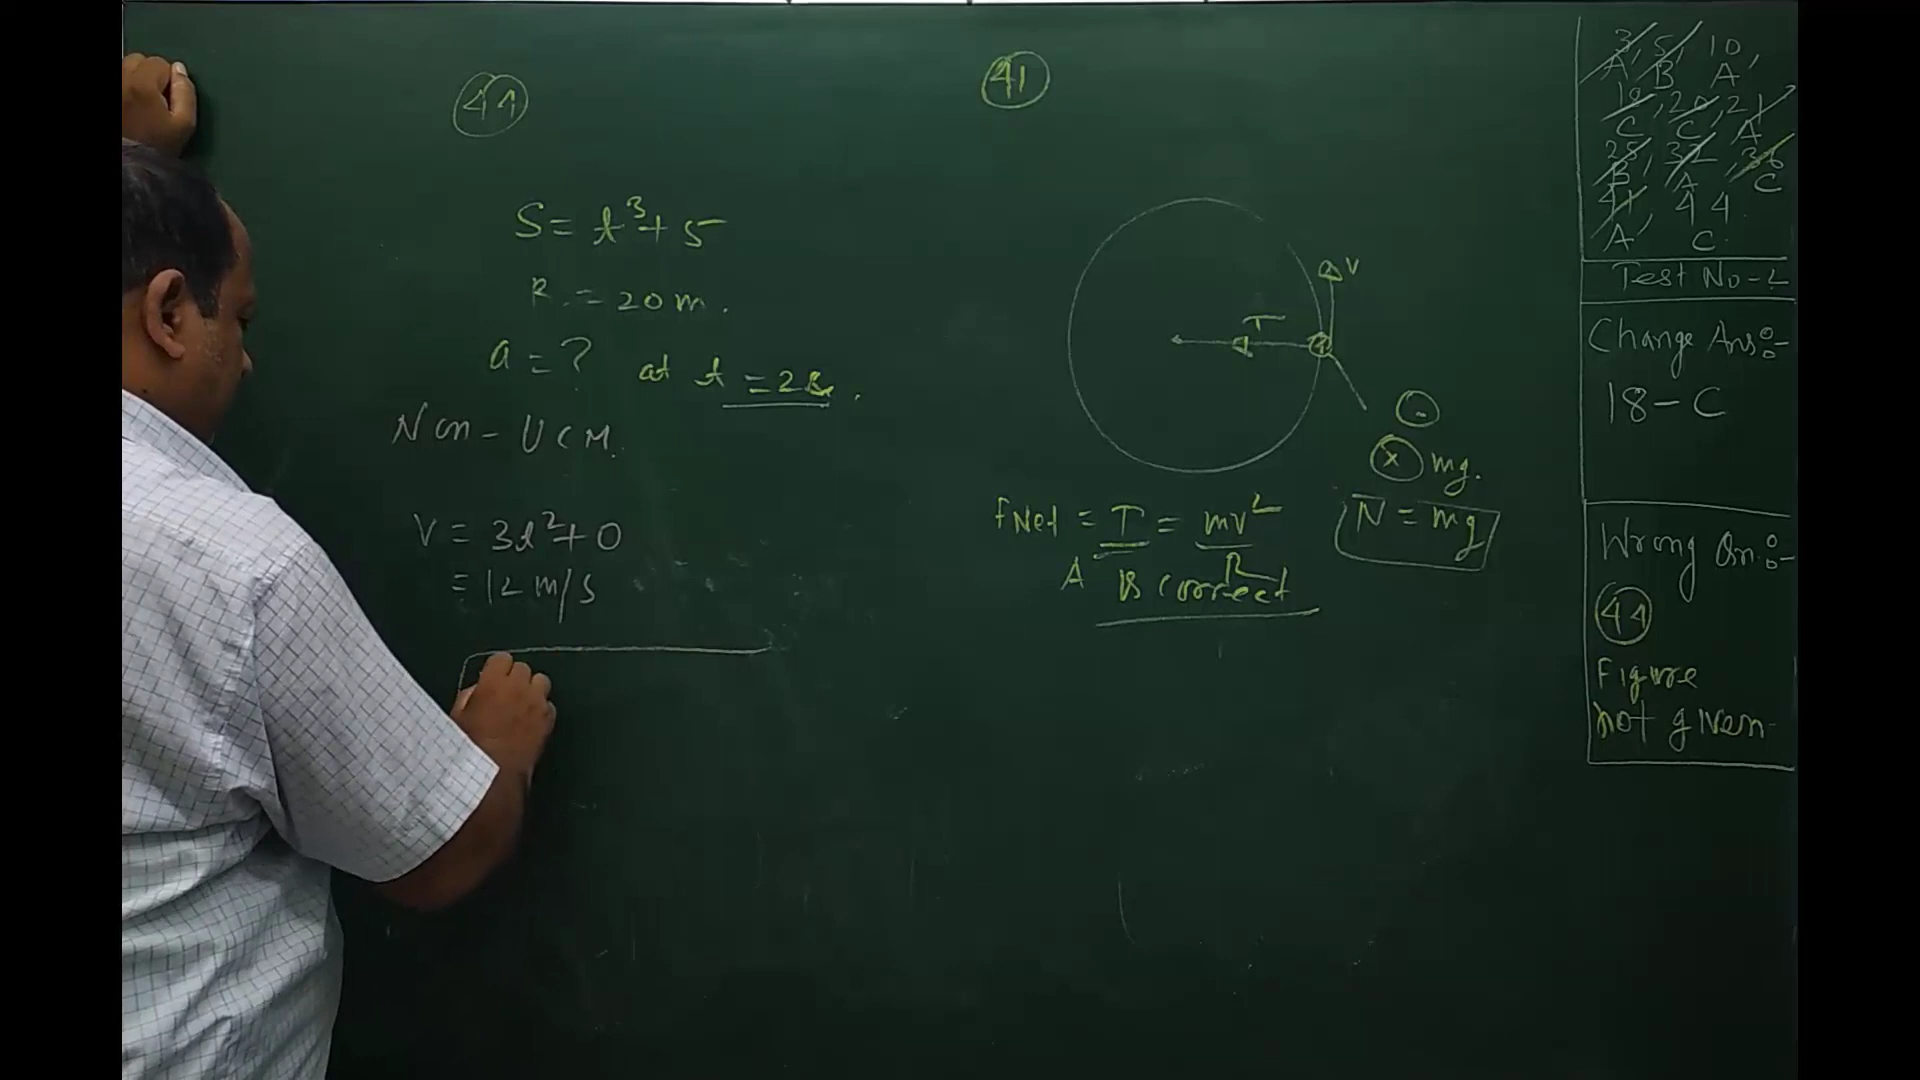 44
S = t³ + 5
R = 20 m.
a = ? at t = 2s.
Non - UCM.
V = 3t² + 0
= 12 m/s
41
V
T
mg.
fNet = T = mv²/R
N = mg
A is correct
3, 5, 10,
A, B A,
19, 20, 21
C C, A
25, 32, 36
B A C
41, 44
A C.
Test No-2
Change Ans:-
18 - C
Wrong Qn:-
44
Figure
not given-